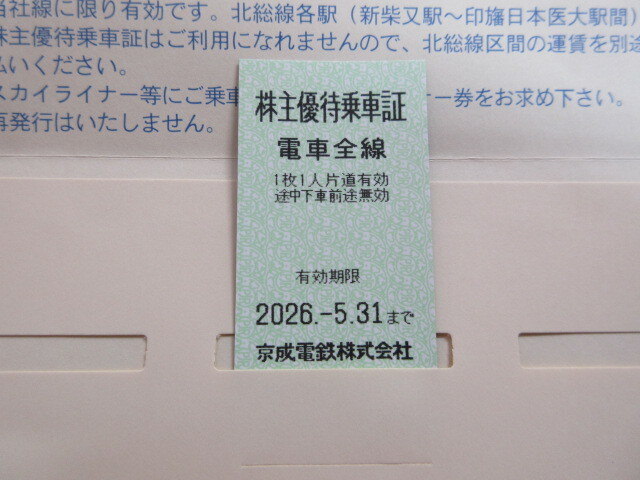 当社線に限り有効です。北総線各駅（新柴又駅〜印旛日本医大駅間）
株主優待乗車証はご利用になれませんので、北総線区間の運賃を別途
払いください。
スカイライナー等にご乗車
ー券をお求め下さい。
再発行はいたしません。
株主優待乗車証
電車全線
1枚1人片道有効
途中下車前途無効
有効期限
2026.-5.31まで
京成電鉄株式会社